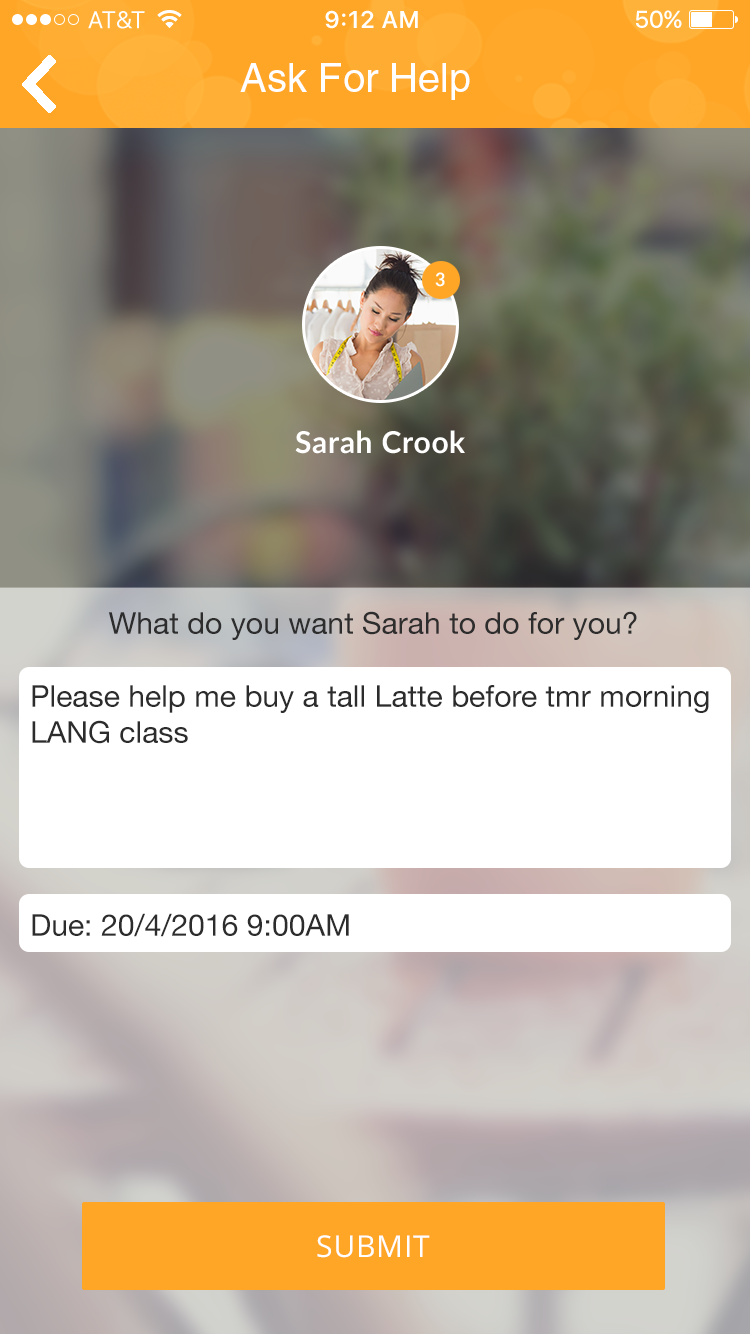 AT&T 9:12 AM 50%
Ask For Help
3
Sarah Crook
What do you want Sarah to do for you?
Please help me buy a tall Latte before tmr morning
LANG class
Due: 20/4/2016 9:00AM
SUBMIT